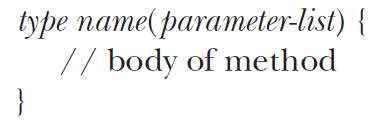 type name(parameter-list) {
// body of method
}